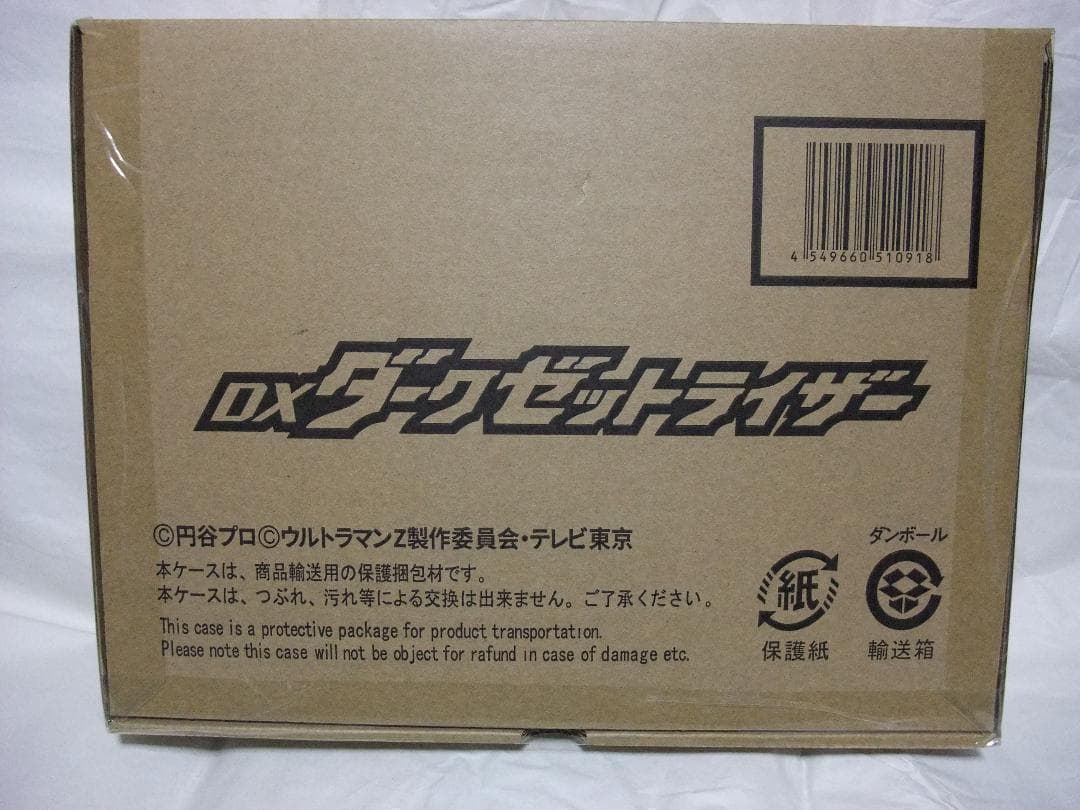 4 549660 510918
DXダークゼットライザー
©円谷プロ©ウルトラマンZ製作委員会・テレビ東京
本ケースは、商品輸送用の保護捆包材です。
本ケースは、つぶれ、汚れ等による交換は出来ません。ご了承ください。
This case is a protective package for product transportation.
Please note this case will not be object for rafund in case of damage etc.
紙
保護紙
ダンボール
輸送箱